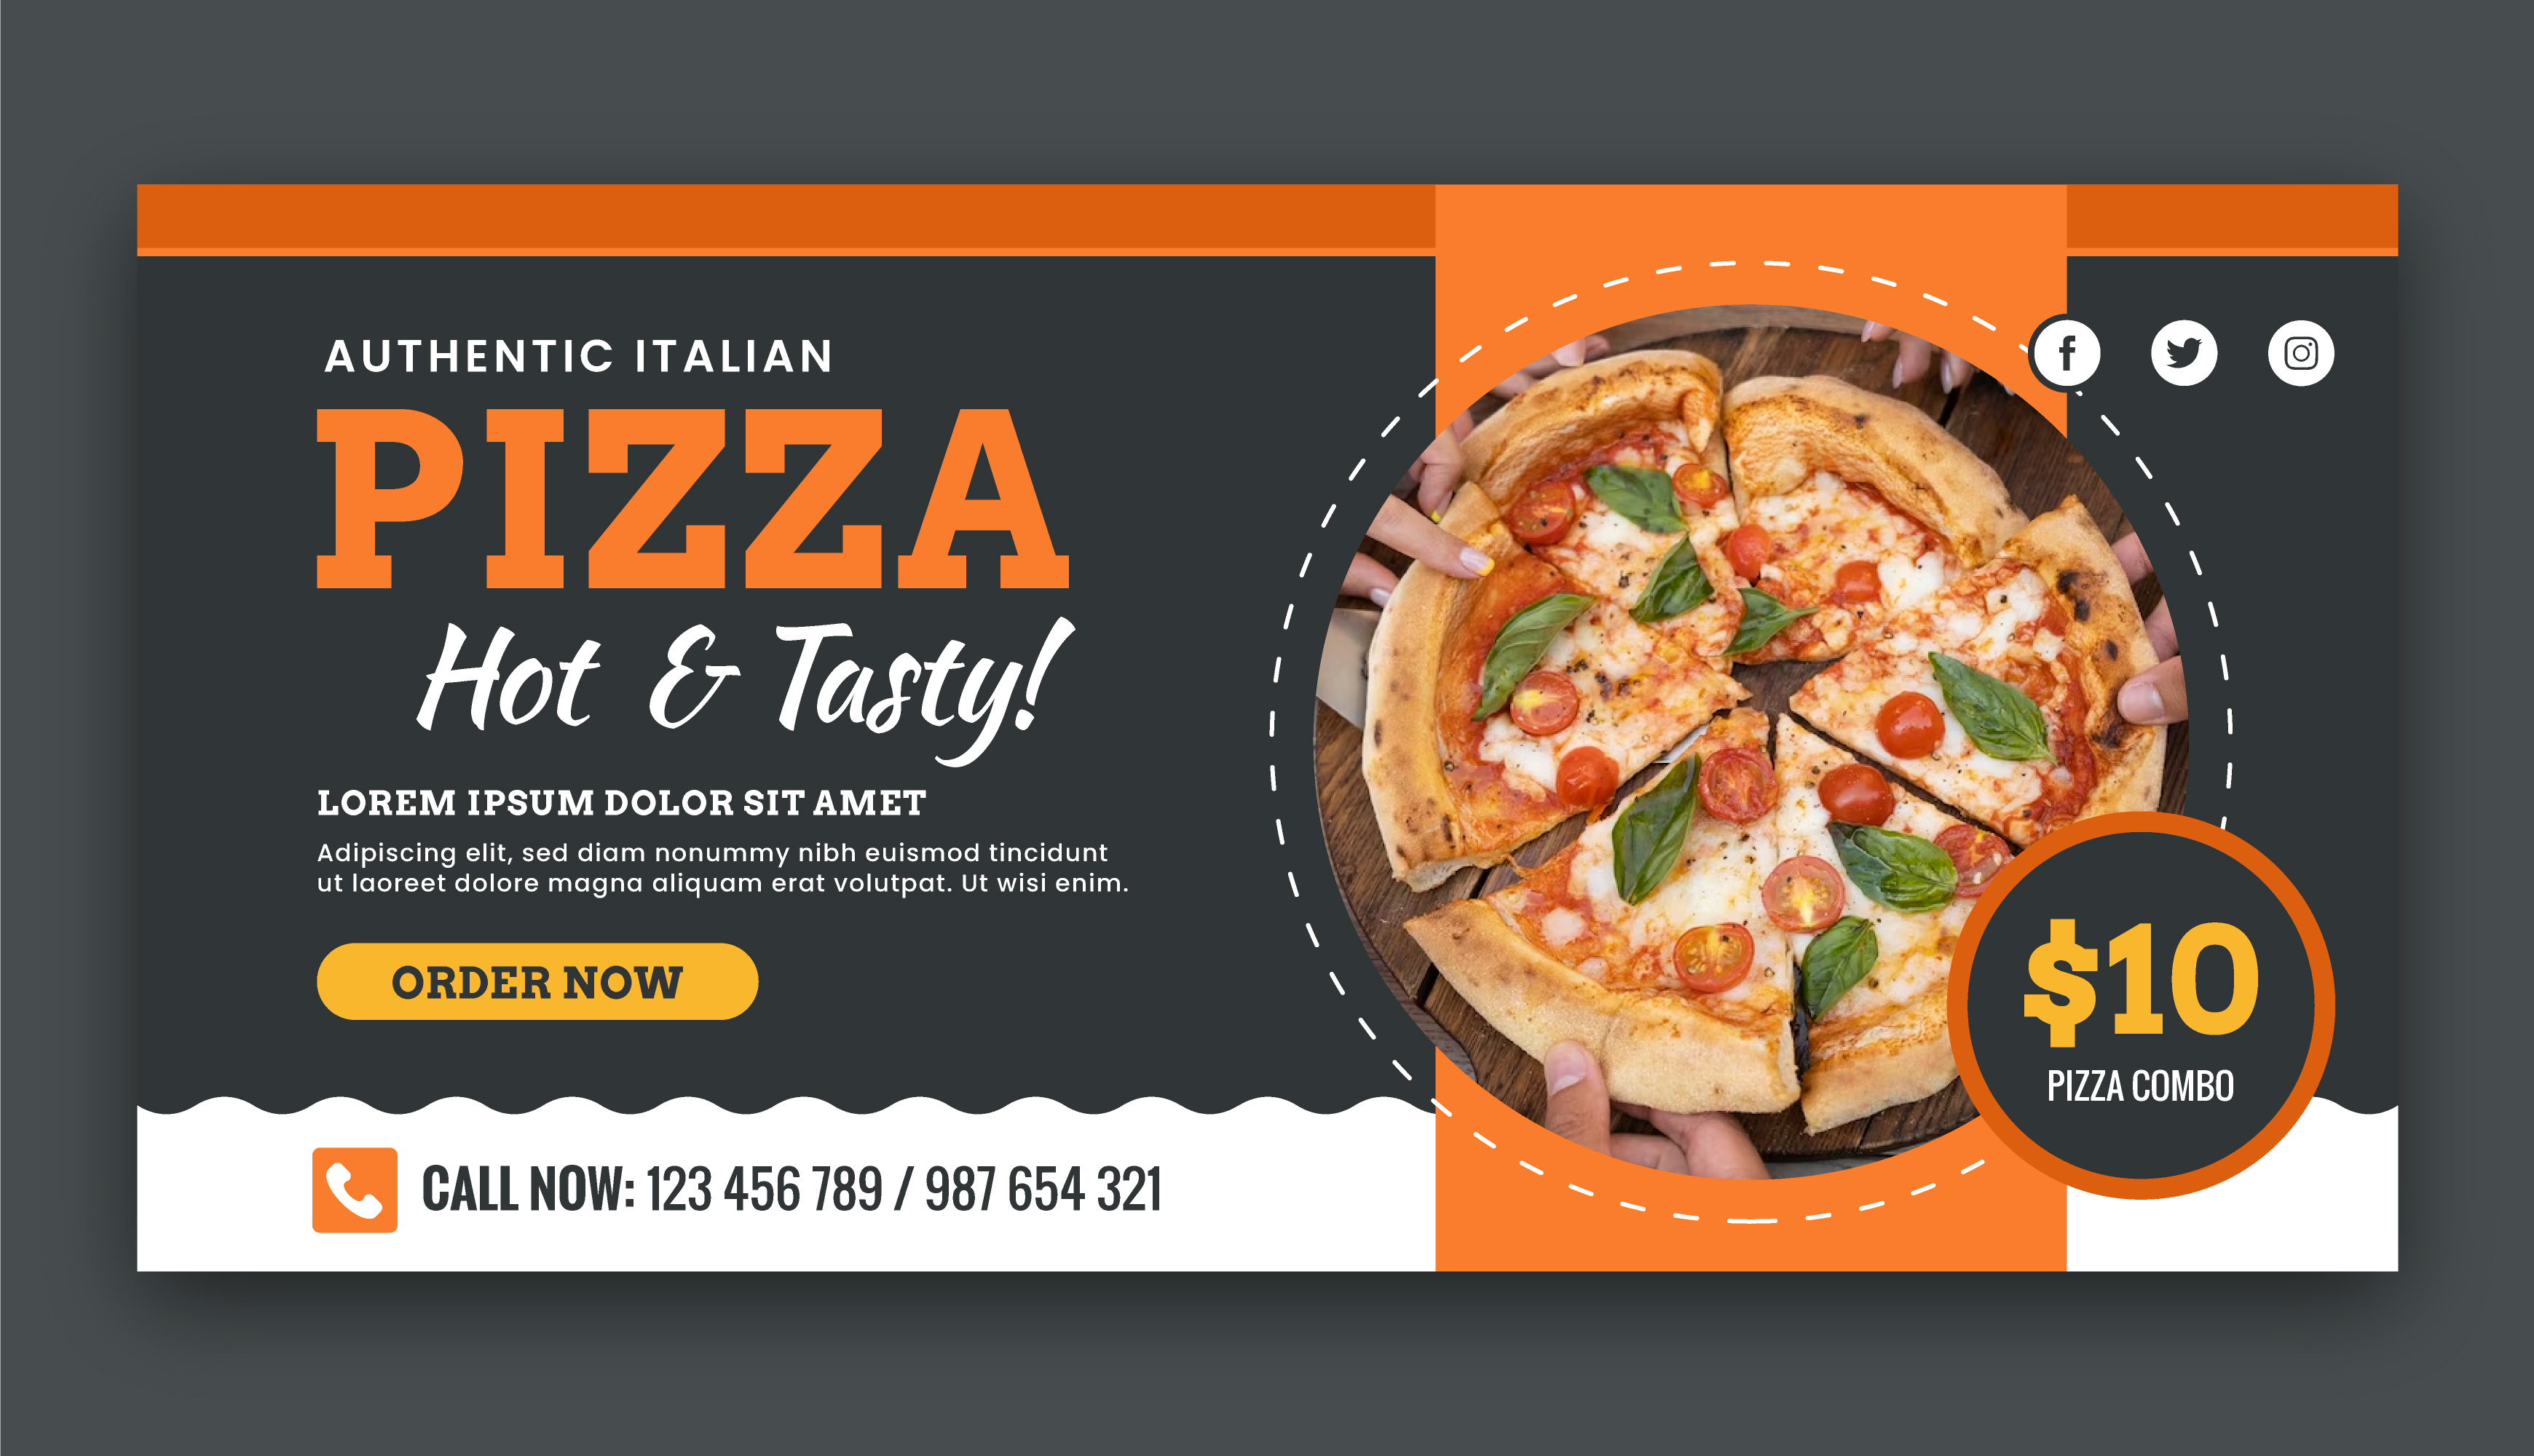 AUTHENTIC ITALIAN
PIZZA
Hot & Tasty!
LOREM IPSUM DOLOR SIT AMET
Adipiscing elit, sed diam nonummy nibh euismod tincidunt
ut laoreet dolore magna aliquam erat volutpat. Ut wisi enim.
ORDER NOW
CALL NOW: 123 456 789 / 987 654 321
$10
PIZZA COMBO